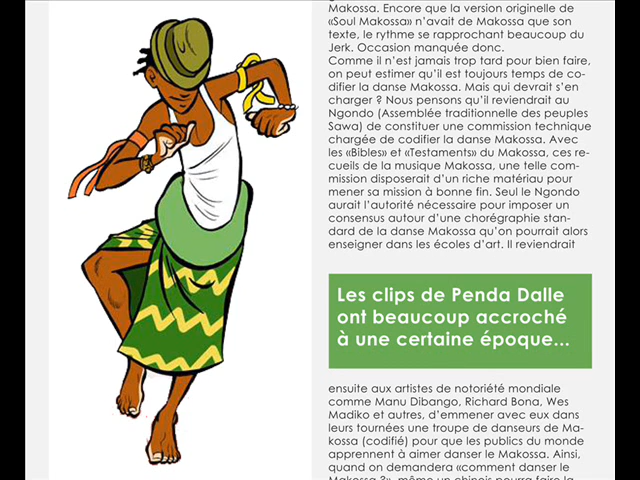 Makossa. Encore que la version originelle de
«Soul Makossa» n'avait de Makossa que son
texte, le rythme se rapprochant beaucoup du
Jerk. Occasion manquée donc.
Comme il n'est jamais trop tard pour bien faire,
on peut estimer qu'il est toujours temps de co-
difier la danse Makossa. Mais qui devrait s'en
charger ? Nous pensons qu'il reviendrait au
Ngondo (Assemblée traditionnelle des peuples
Sawa) de constituer une commission technique
chargée de codifier la danse Makossa. Avec
les «Bibles» et «Testaments» du Makossa, ces re-
cueils de la musique Makossa, une telle com-
mission disposerait d'un riche matériau pour
mener sa mission à bonne fin. Seul le Ngondo
aurait l'autorité nécessaire pour imposer un
consensus autour d'une chorégraphie stan-
dard de la danse Makossa qu'on pourrait alors
enseigner dans les écoles d'art. Il reviendrait
Les clips de Penda Dalle
ont beaucoup accroché
à une certaine époque...
ensuite aux artistes de notoriété mondiale
comme Manu Dibango, Richard Bona, Wes
Madiko et autres, d'emmener avec eux dans
leurs tournées une troupe de danseurs de Ma-
kossa (codifié) pour que les publics du monde
apprennent à aimer danser le Makossa. Ainsi,
quand on demandera «comment danser le
Makossa ?», même un chinois pourra faire la